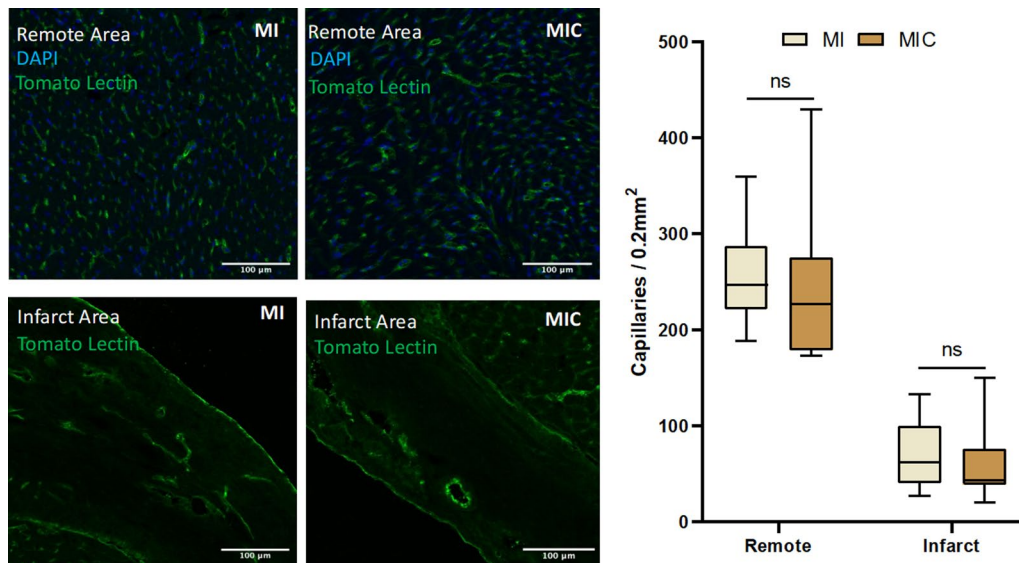 Remote Area
MI
DAPI
Tomato Lectin
100 µm
Remote Area
MIC
DAPI
Tomato Lectin
100 µm
Infarct Area
MI
Tomato Lectin
100 µm
Infarct Area
MIC
Tomato Lectin
100 µm
MI MIC
500
400
300
200
100
0
Capillaries / 0.2mm²
ns
ns
Remote Infarct